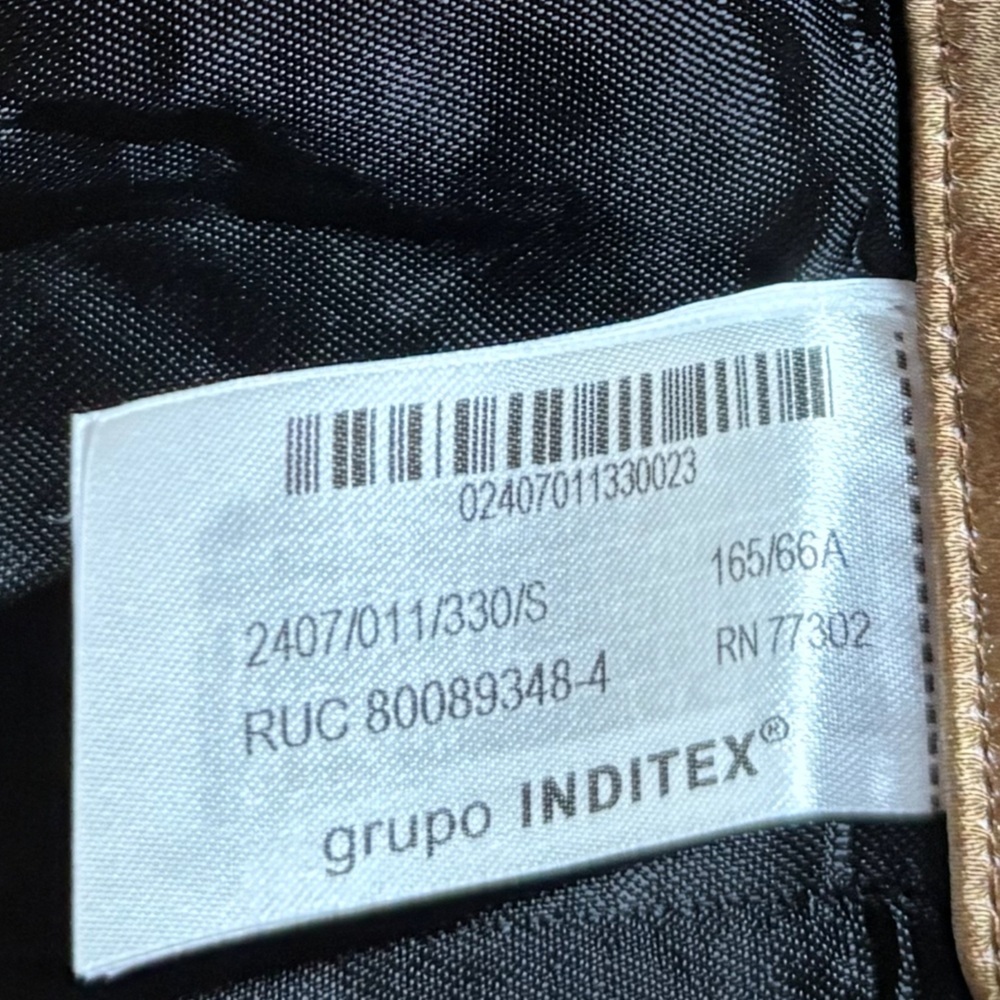 02407011330023
165/66A
2407/011/330/S
RN 77302
RUC 80089348-4
grupo INDITEX®